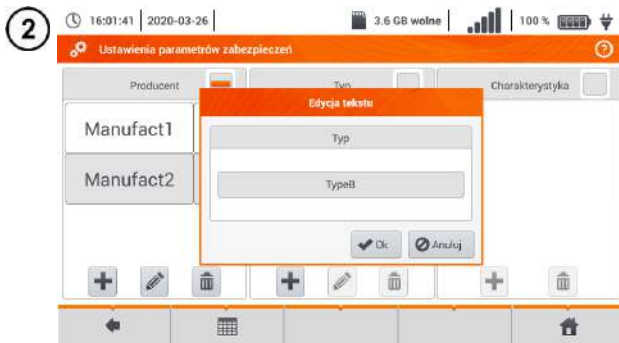 2
16:01:41 2020-03-26 3.6 GB wolne 100 %
Ustawienia parametrów zabezpieczeń
Producent Typ Charakterystyka
Edycja tekstu
Typ
Manufact1
TypeB
Manufact2
Ok Anuluj